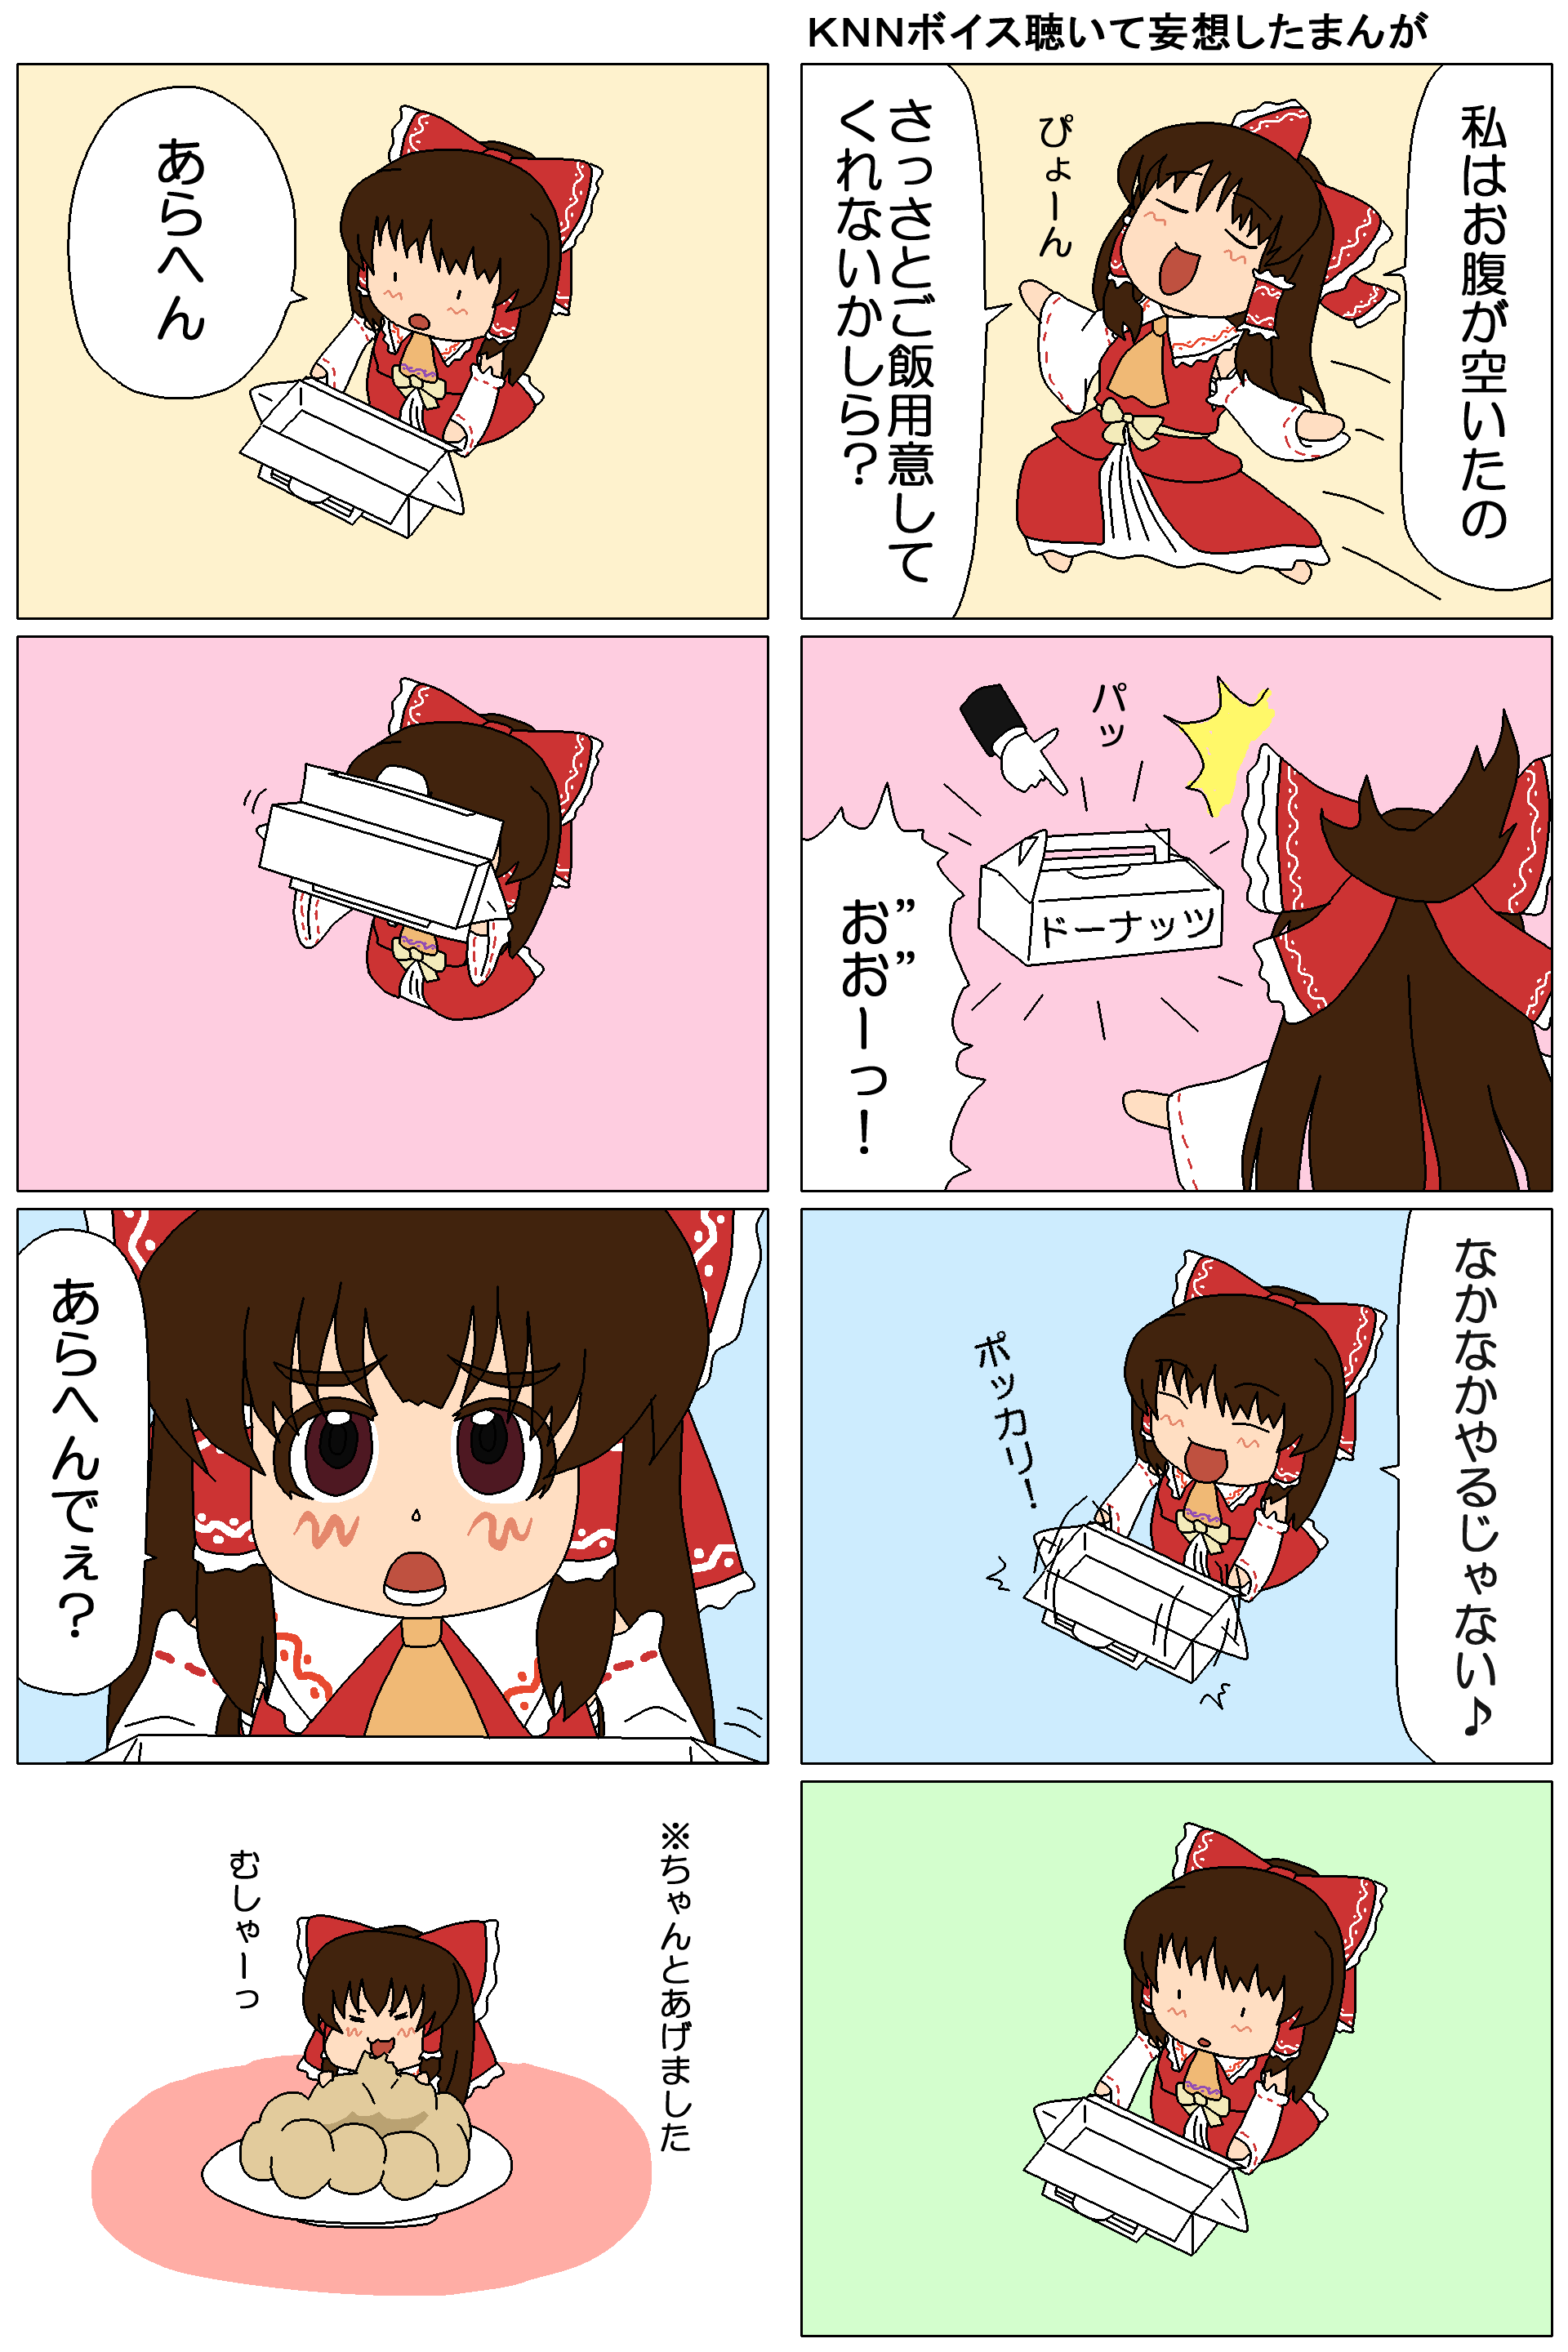 KNNボイス聴いて妄想したまんが
私はお腹が空いたの
ぴょーん
さっさとご飯用意して
くれないかしら?
パッ
ドーナッツ
お”お”ーっ!
なかなかやるじゃない♪
ポッカリ!
あらへん
あらへんでぇ?
※ちゃんとあげました
むしゃーっ